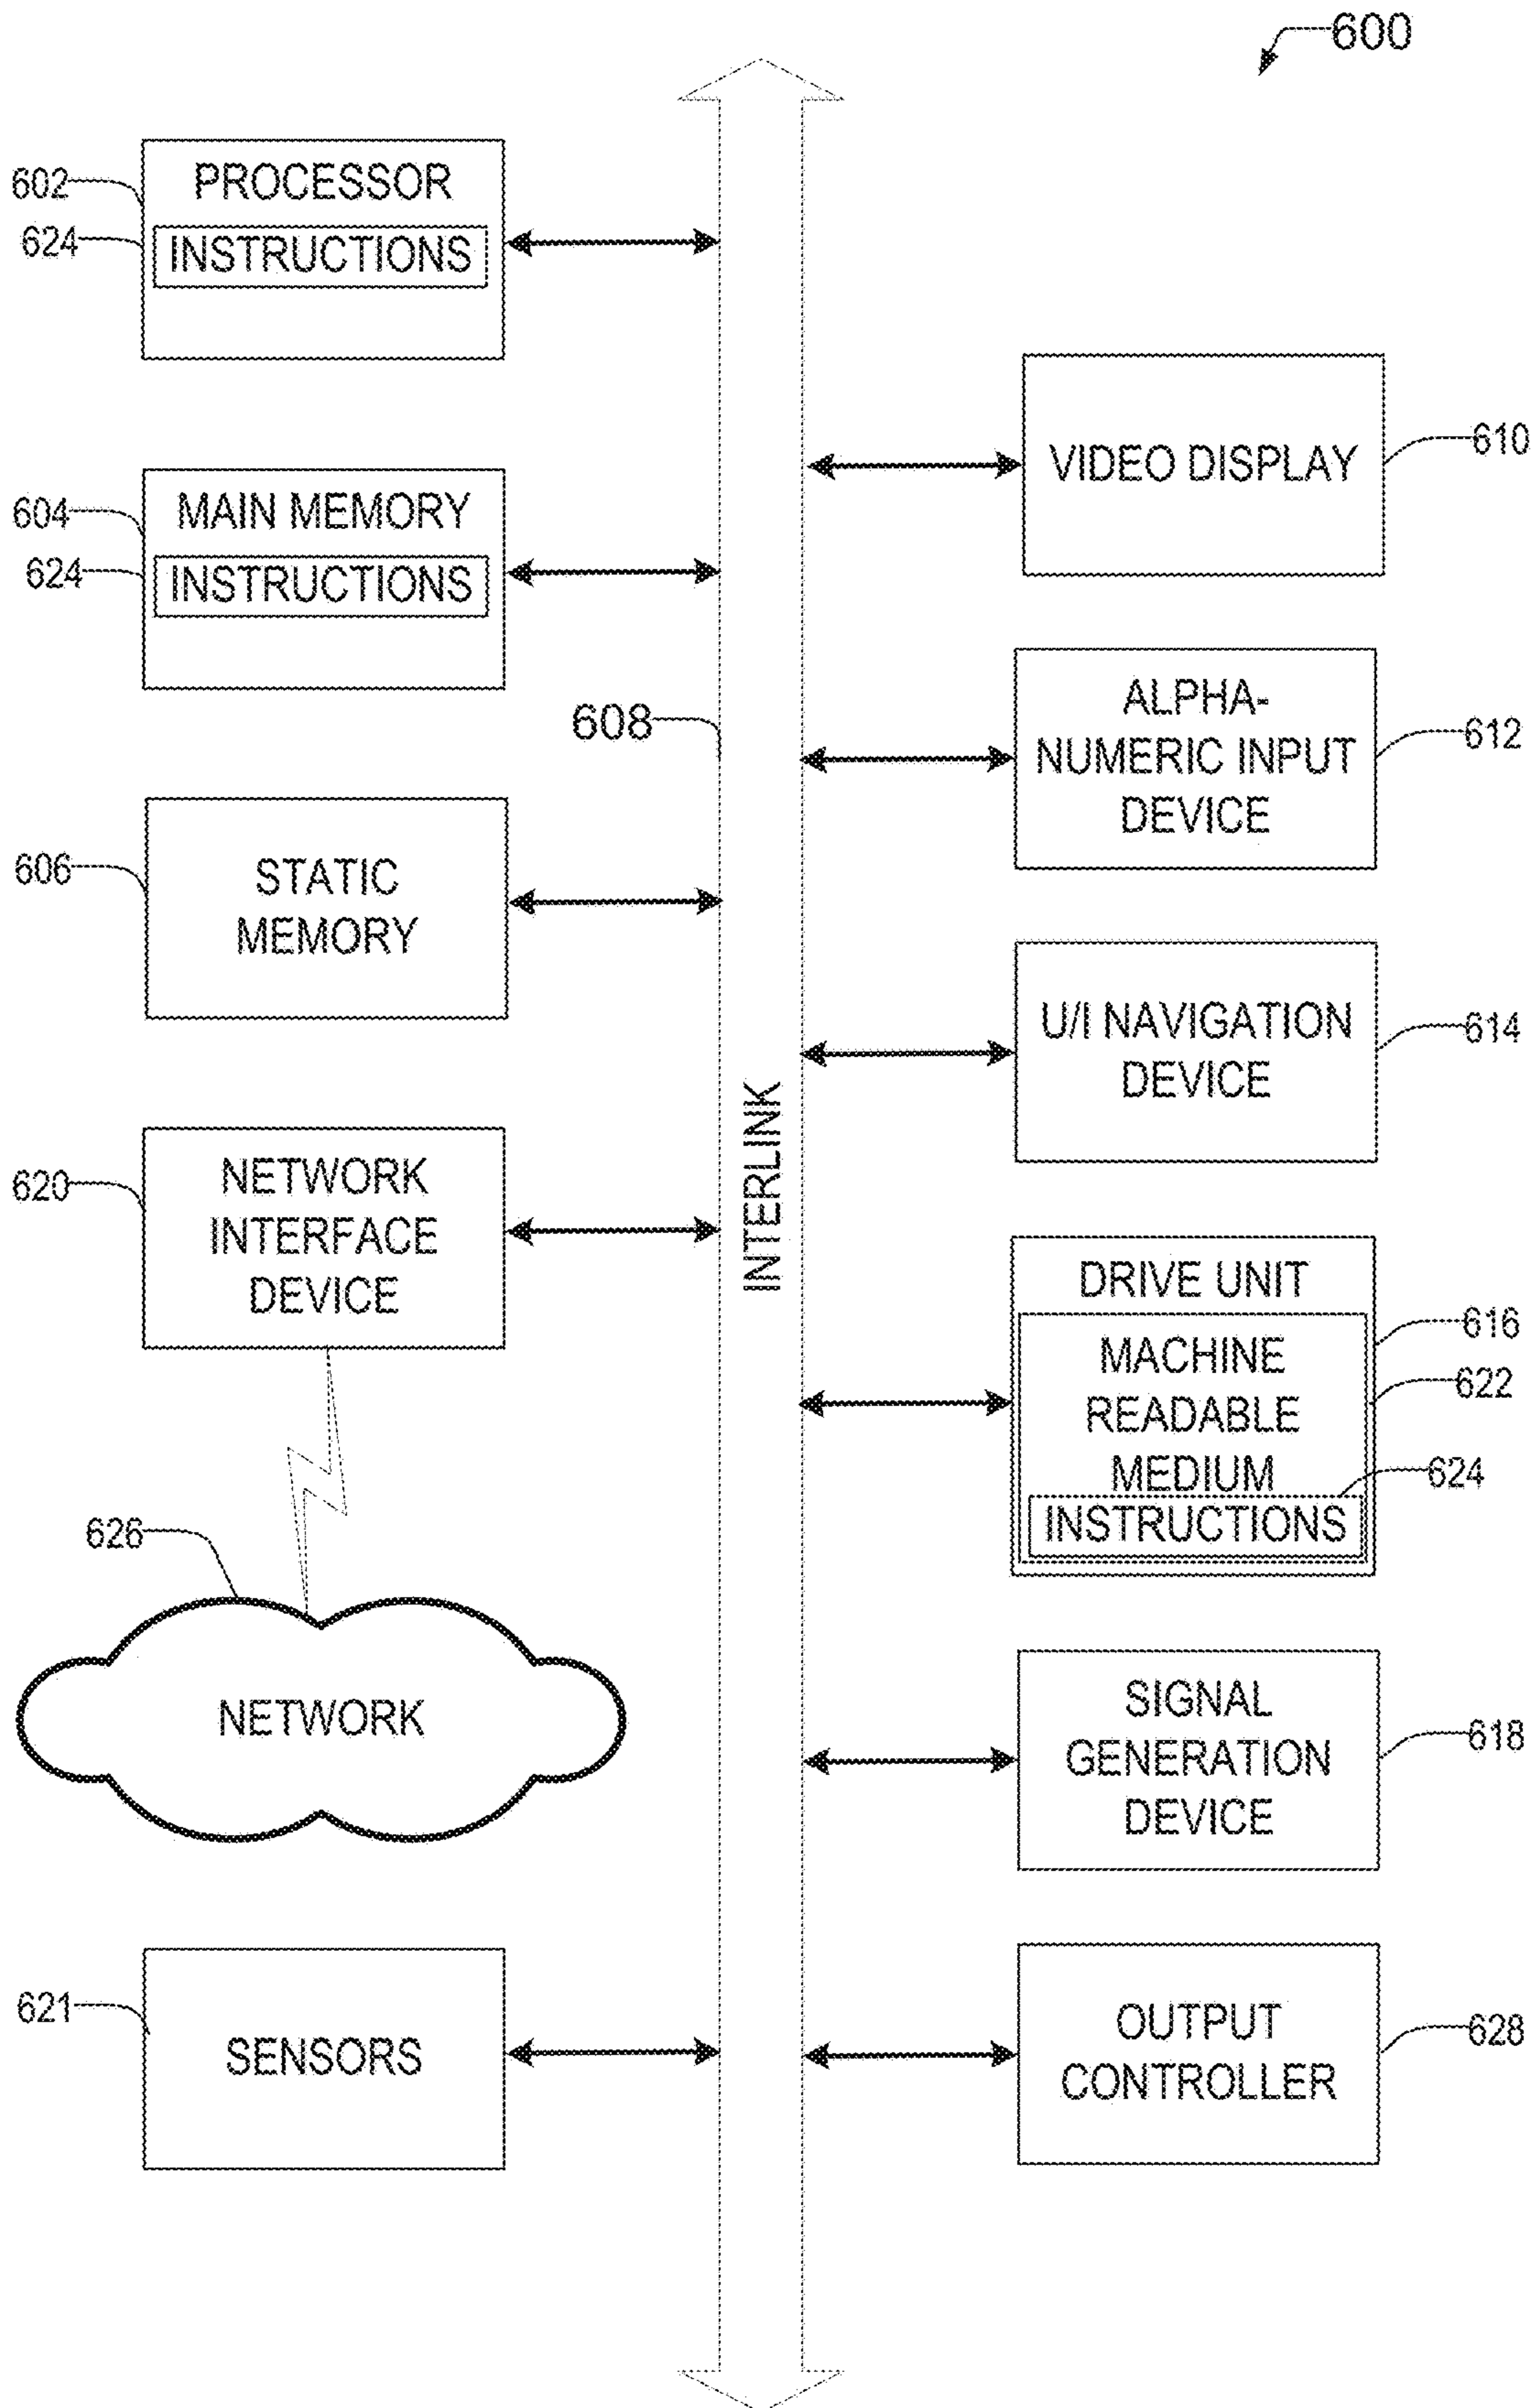 600
PROCESSOR
602
624
INSTRUCTIONS
MAIN MEMORY
604
624
INSTRUCTIONS
608
606
STATIC
MEMORY
620
NETWORK
INTERFACE
DEVICE
626
NETWORK
621
SENSORS
INTERLINK
VIDEO DISPLAY
610
ALPHA-
NUMERIC INPUT
DEVICE
612
U/I NAVIGATION
DEVICE
614
DRIVE UNIT
616
MACHINE
READABLE
MEDIUM
622
624
INSTRUCTIONS
SIGNAL
GENERATION
DEVICE
618
OUTPUT
CONTROLLER
628